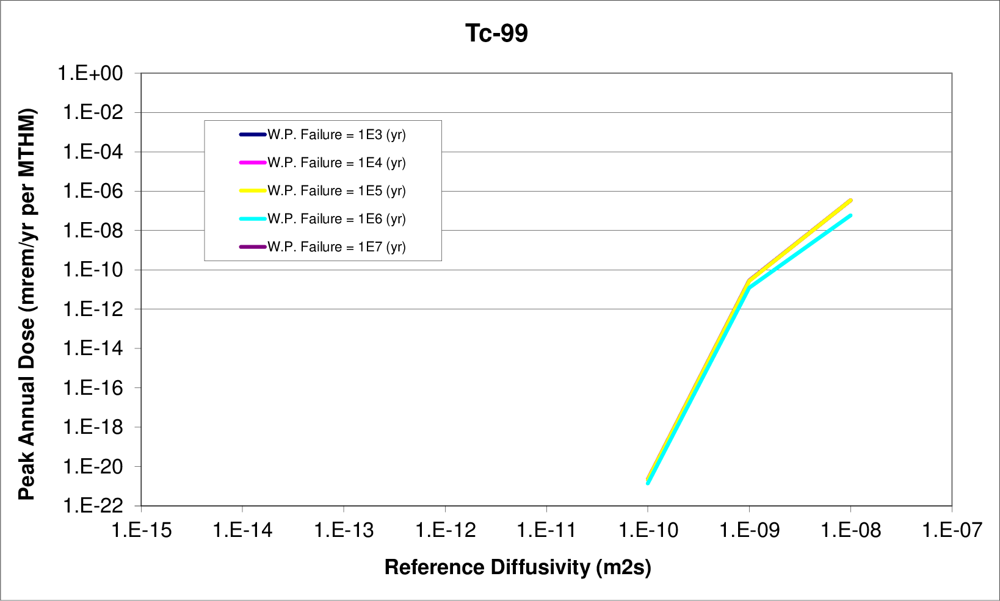 Tc-99
1.E+00
1.E-02
1.E-04
1.E-06
1.E-08
1.E-10
1.E-12
1.E-14
1.E-16
1.E-18
1.E-20
1.E-22
Peak Annual Dose (mrem/yr per MTHM)
W.P. Failure = 1E3 (yr)
W.P. Failure = 1E4 (yr)
W.P. Failure = 1E5 (yr)
W.P. Failure = 1E6 (yr)
W.P. Failure = 1E7 (yr)
1.E-15 1.E-14 1.E-13 1.E-12 1.E-11 1.E-10 1.E-09 1.E-08 1.E-07
Reference Diffusivity (m2s)